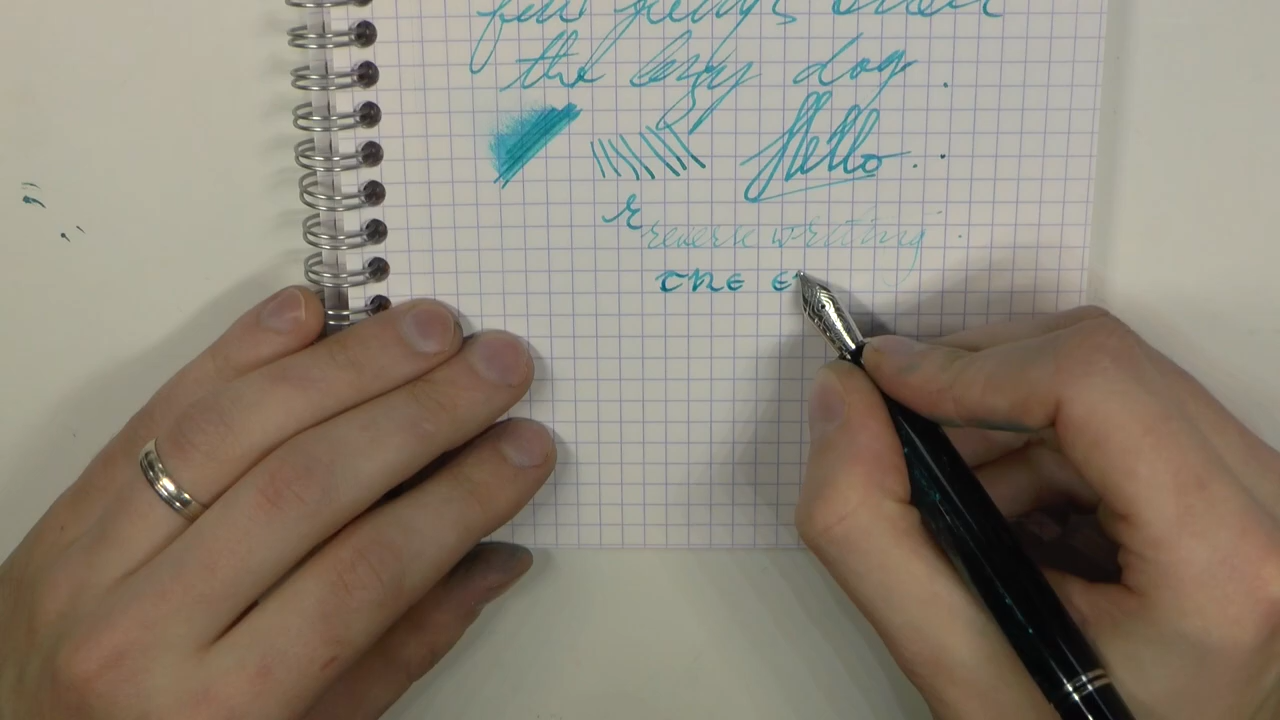 the lazy dog.
Hello..
r
reverse writing.
THE E